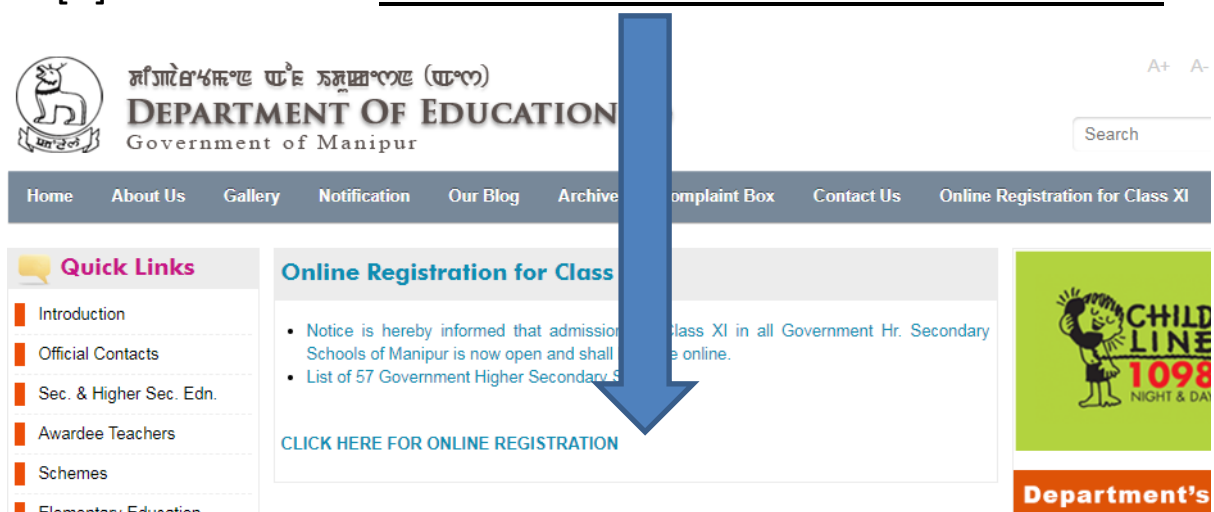 DEPARTMENT OF EDUCATION
Government of Manipur
A+ A-
Search
Home About Us Gallery Notification Our Blog Archive Complaint Box Contact Us Online Registration for Class XI
Quick Links
Introduction
Official Contacts
Sec. & Higher Sec. Edn.
Awardee Teachers
Schemes
Elementary Education
Online Registration for Class
Notice is hereby informed that admission Class XI in all Government Hr. Secondary
Schools of Manipur is now open and shall online.
List of 57 Government Higher Secondary
CLICK HERE FOR ONLINE REGISTRATION
CHILD
LINE
1098
NIGHT & DAY
Department's